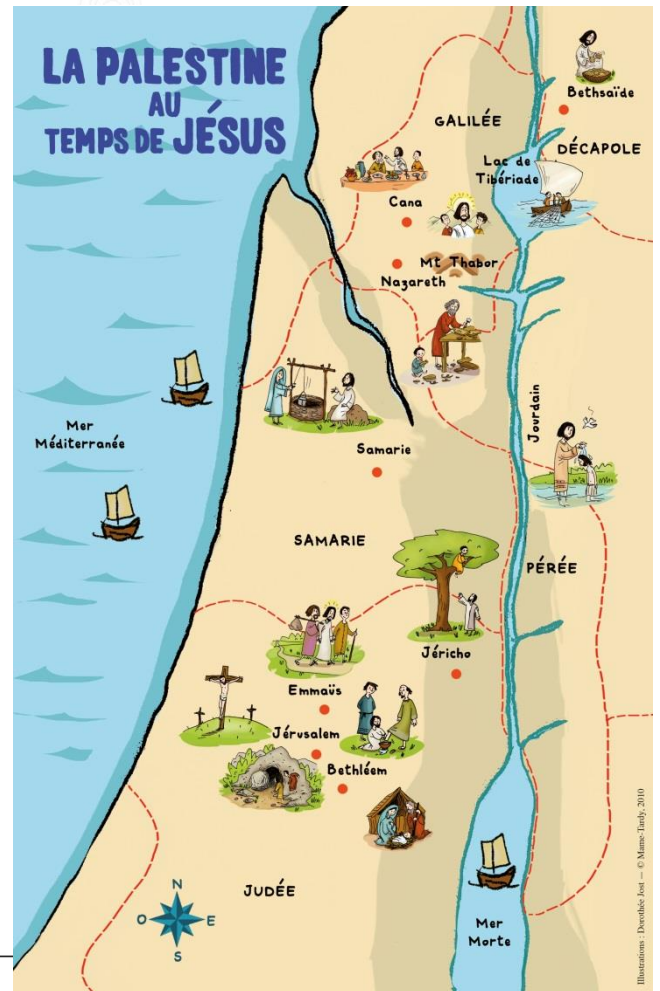 LA PALESTINE
AU
TEMPS DE JÉSUS
Bethsaïde
GALILÉE
DÉCAPOLE
Lac de
Tibériade
Cana
Mt Thabor
Nazareth
Jourdain
Mer
Méditerranée
Samarie
SAMARIE
PÉRÉE
Jéricho
Emmaüs
Jérusalem
Bethléem
JUDÉE
N
O
E
S
Mer
Morte
Illustrations : Dorothée Jost — © Mame-Tardy, 2010